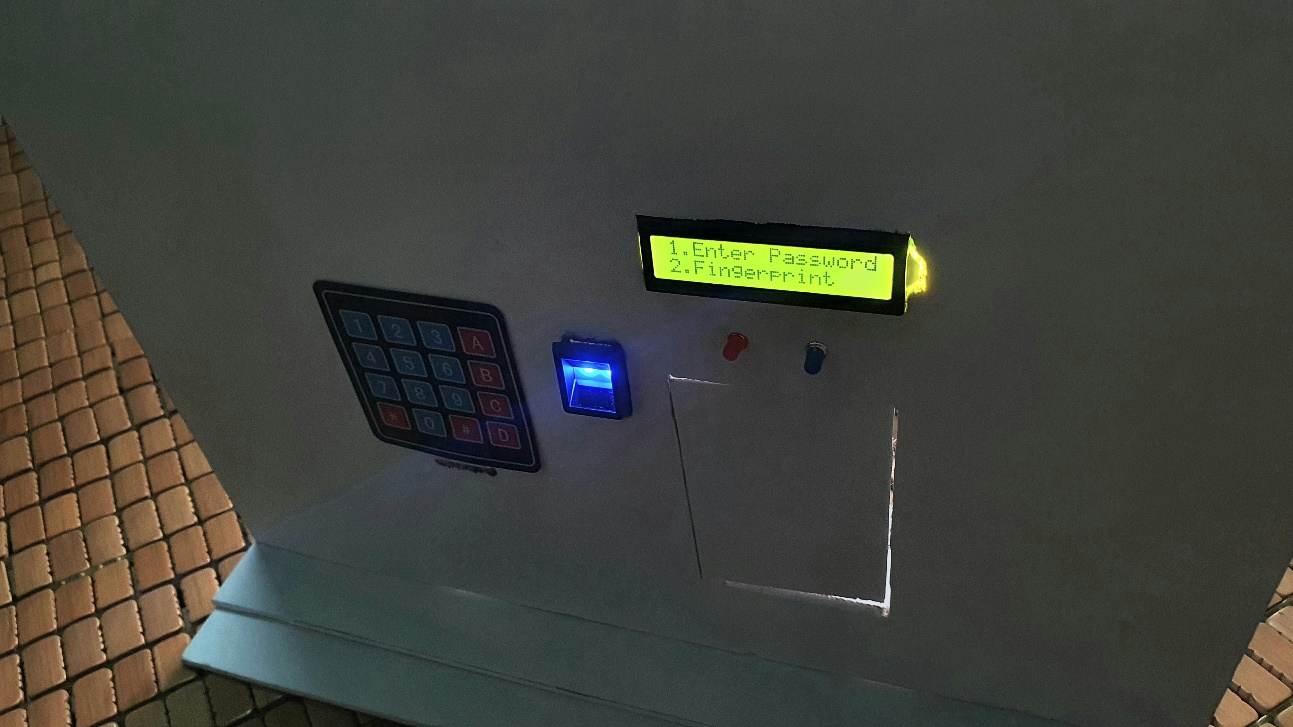 1.Enter Password
2.Fingerprint
1 2 3 A
4 5 6 B
7 8 9 C
* 0 # D